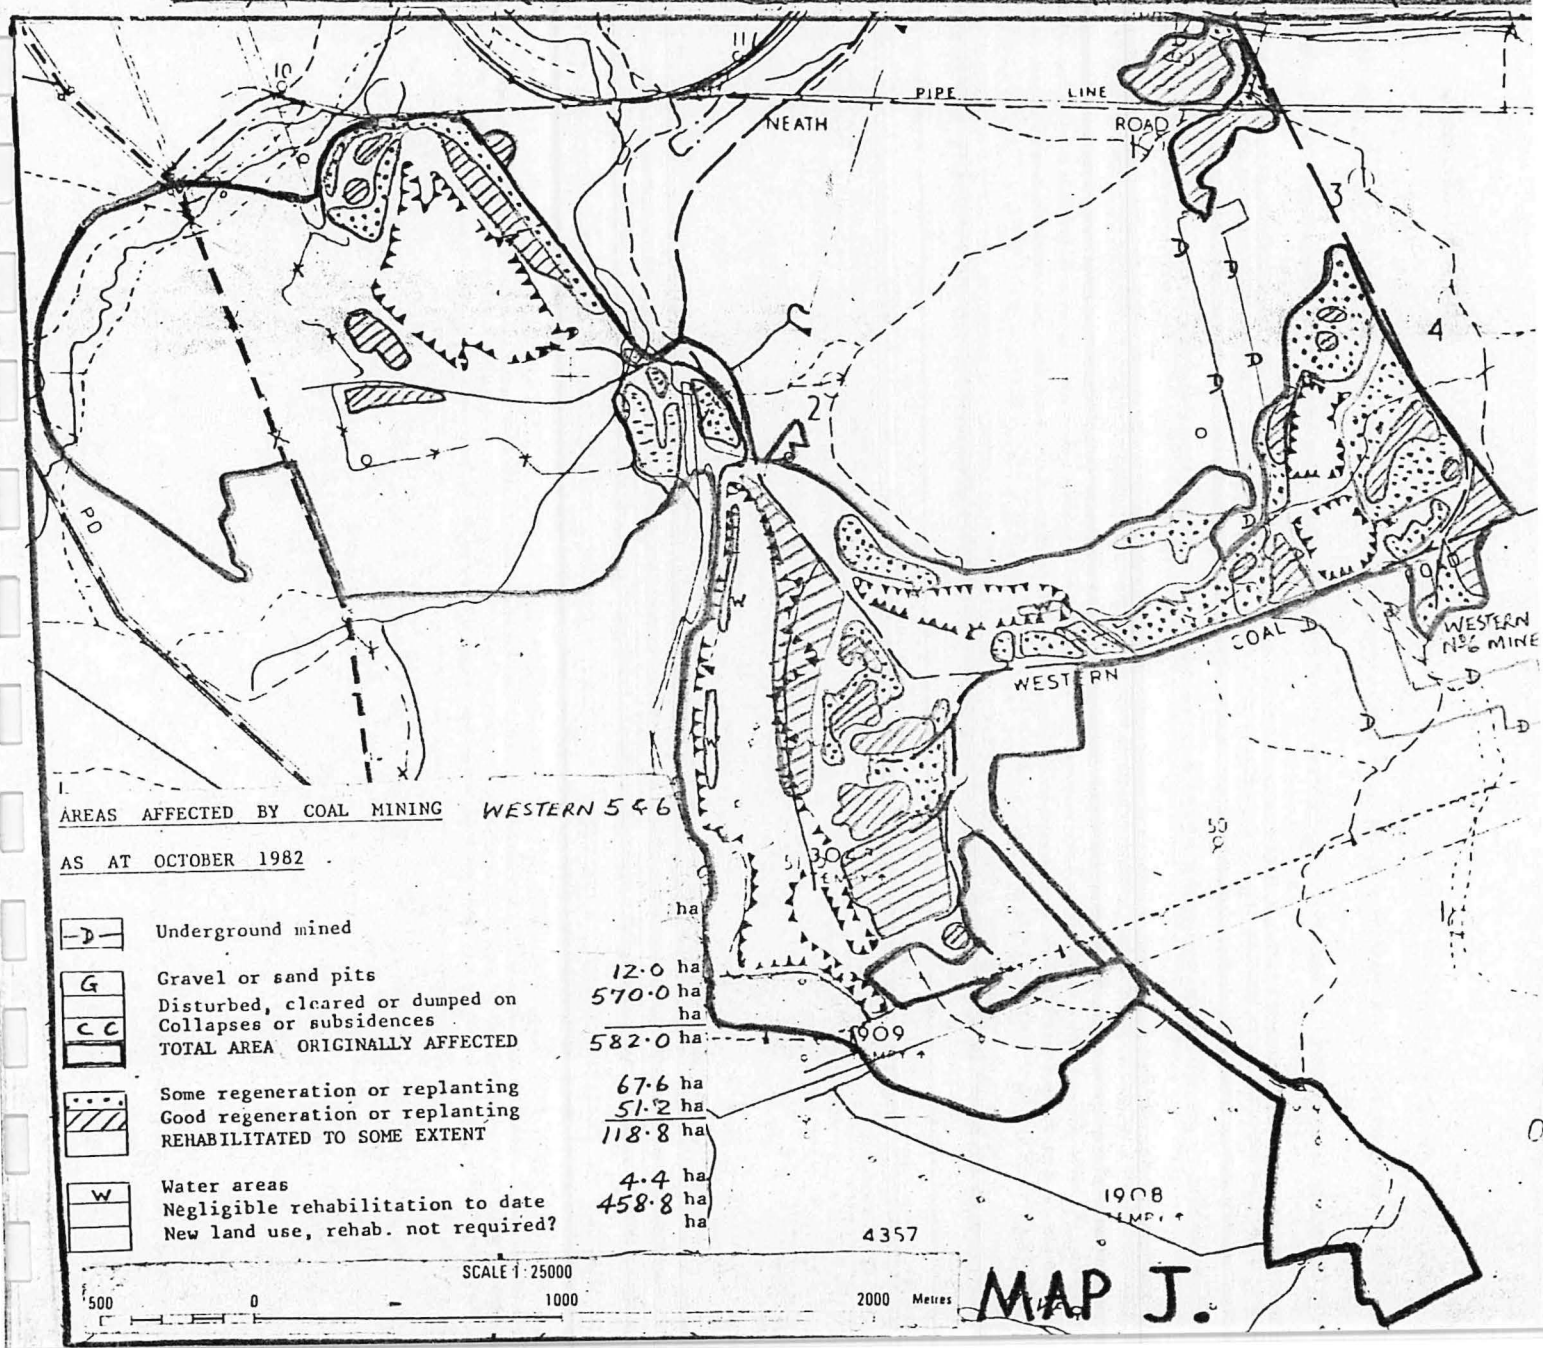 PIPE LINE
NEATH
ROAD
K
3
4
2
D
D
D
D
D
PD
D
COAL D
D
WESTERN
Nº6 MINE
D
WESTERN
D
D
W
AREAS AFFECTED BY COAL MINING WESTERN 5 & 6
AS AT OCTOBER 1982
ha
-D- Underground mined
G Gravel or sand pits 12.0 ha
Disturbed, cleared or dumped on 570.0 ha
C C Collapses or subsidences ha
TOTAL AREA ORIGINALLY AFFECTED 582.0 ha
Some regeneration or replanting 67.6 ha
Good regeneration or replanting 51.2 ha
REHABILITATED TO SOME EXTENT 118.8 ha
W Water areas 4.4 ha
Negligible rehabilitation to date 458.8 ha
New land use, rehab. not required? ha
1909
1908
4357
SCALE 1:25000
500 0 1000 2000 Metres
MAP J.